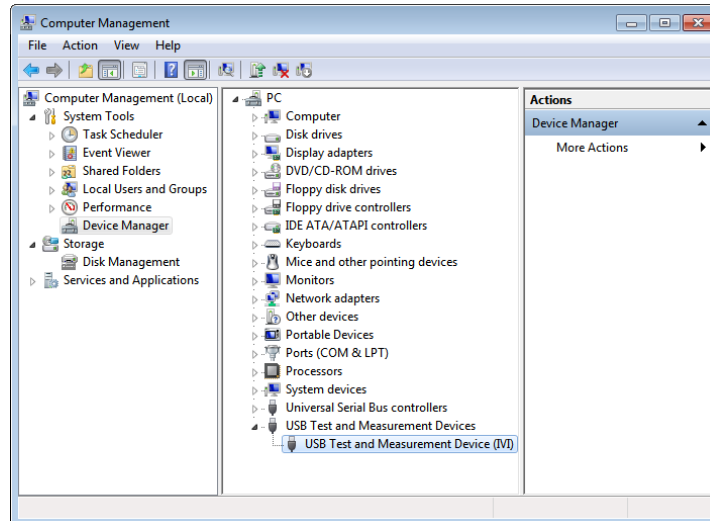 Computer Management
File Action View Help
Computer Management (Local)
System Tools
Task Scheduler
Event Viewer
Shared Folders
Local Users and Groups
Performance
Device Manager
Storage
Disk Management
Services and Applications
PC
Computer
Disk drives
Display adapters
DVD/CD-ROM drives
Floppy disk drives
Floppy drive controllers
IDE ATA/ATAPI controllers
Keyboards
Mice and other pointing devices
Monitors
Network adapters
Other devices
Portable Devices
Ports (COM & LPT)
Processors
System devices
Universal Serial Bus controllers
USB Test and Measurement Devices
USB Test and Measurement Device (IVI)
Actions
Device Manager
More Actions